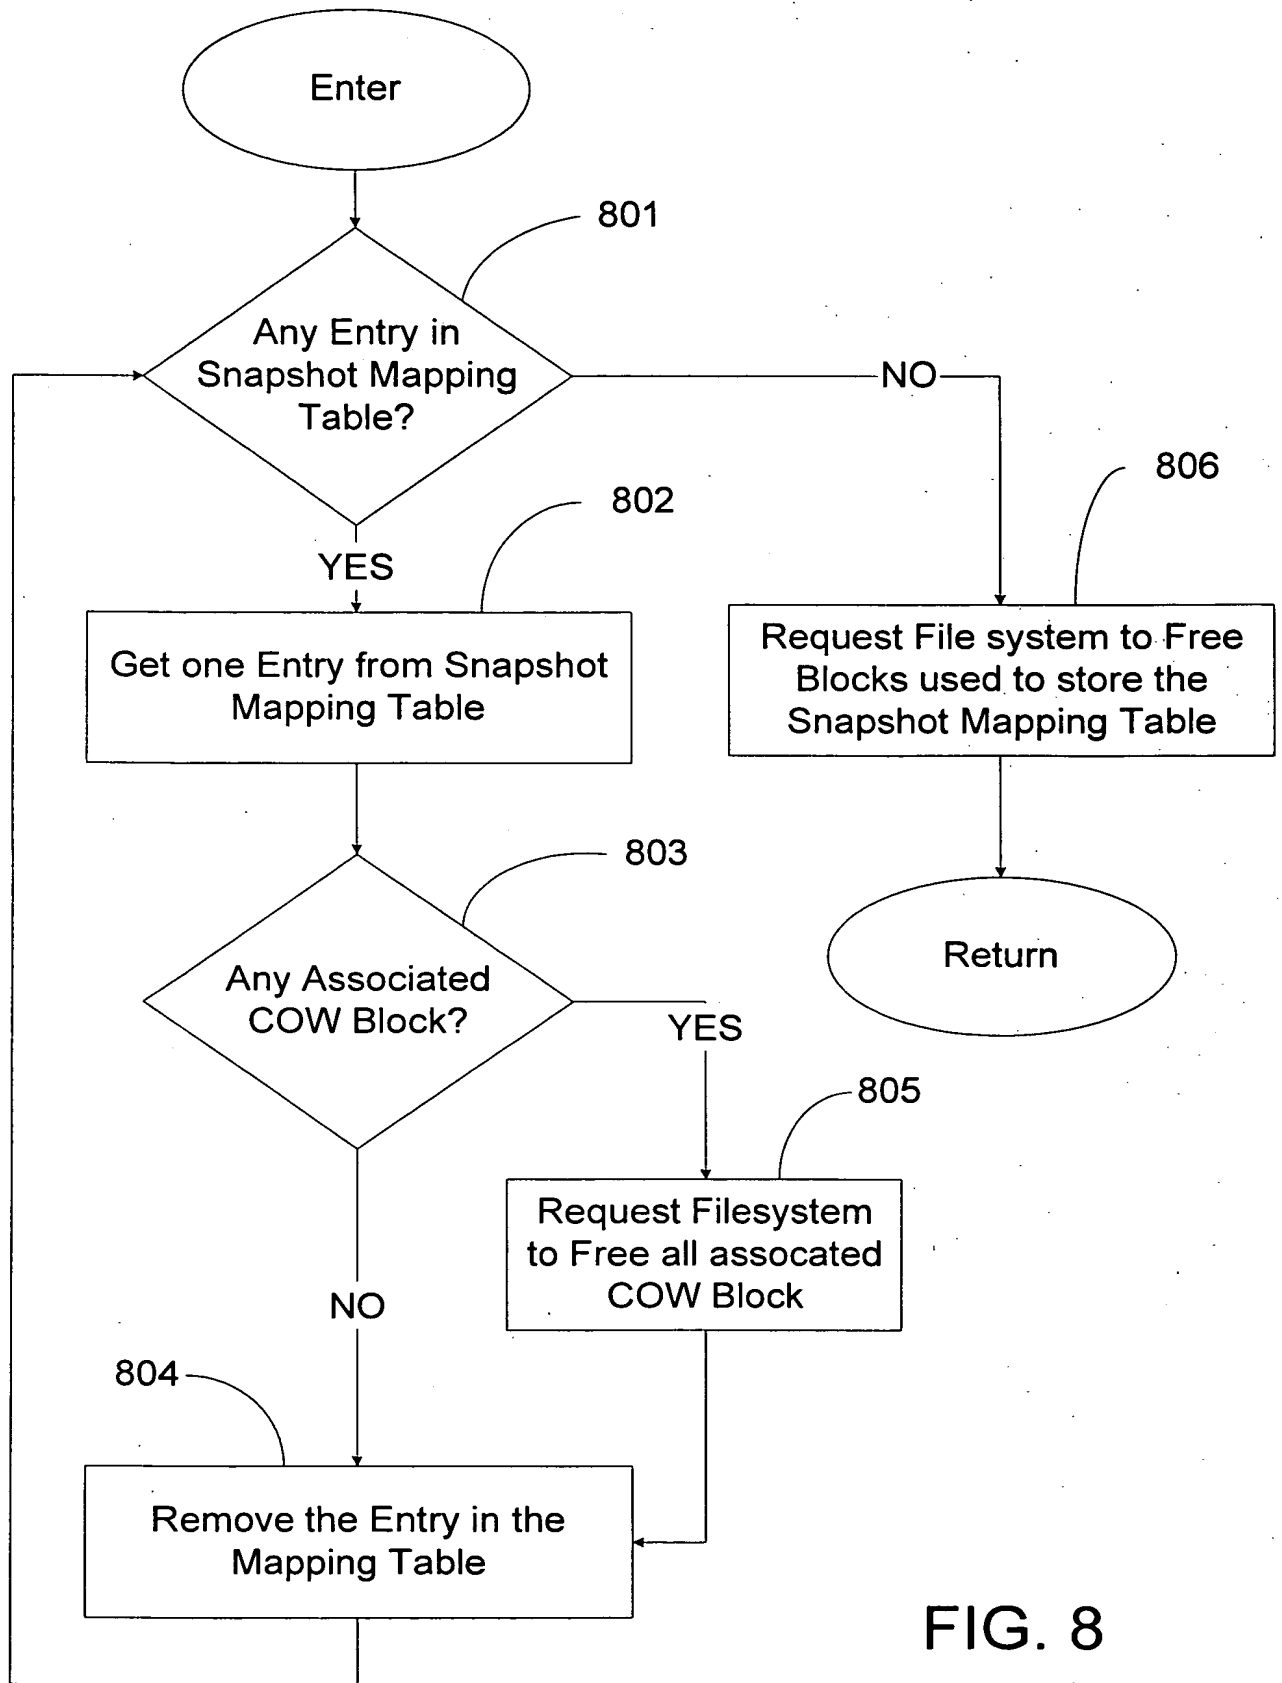 Enter
801
Any Entry in
Snapshot Mapping
Table?
NO
806
802
YES
Get one Entry from Snapshot
Mapping Table
Request File system to Free
Blocks used to store the
Snapshot Mapping Table
803
Any Associated
COW Block?
Return
YES
805
Request Filesystem
to Free all assocated
COW Block
NO
804
Remove the Entry in the
Mapping Table
FIG. 8